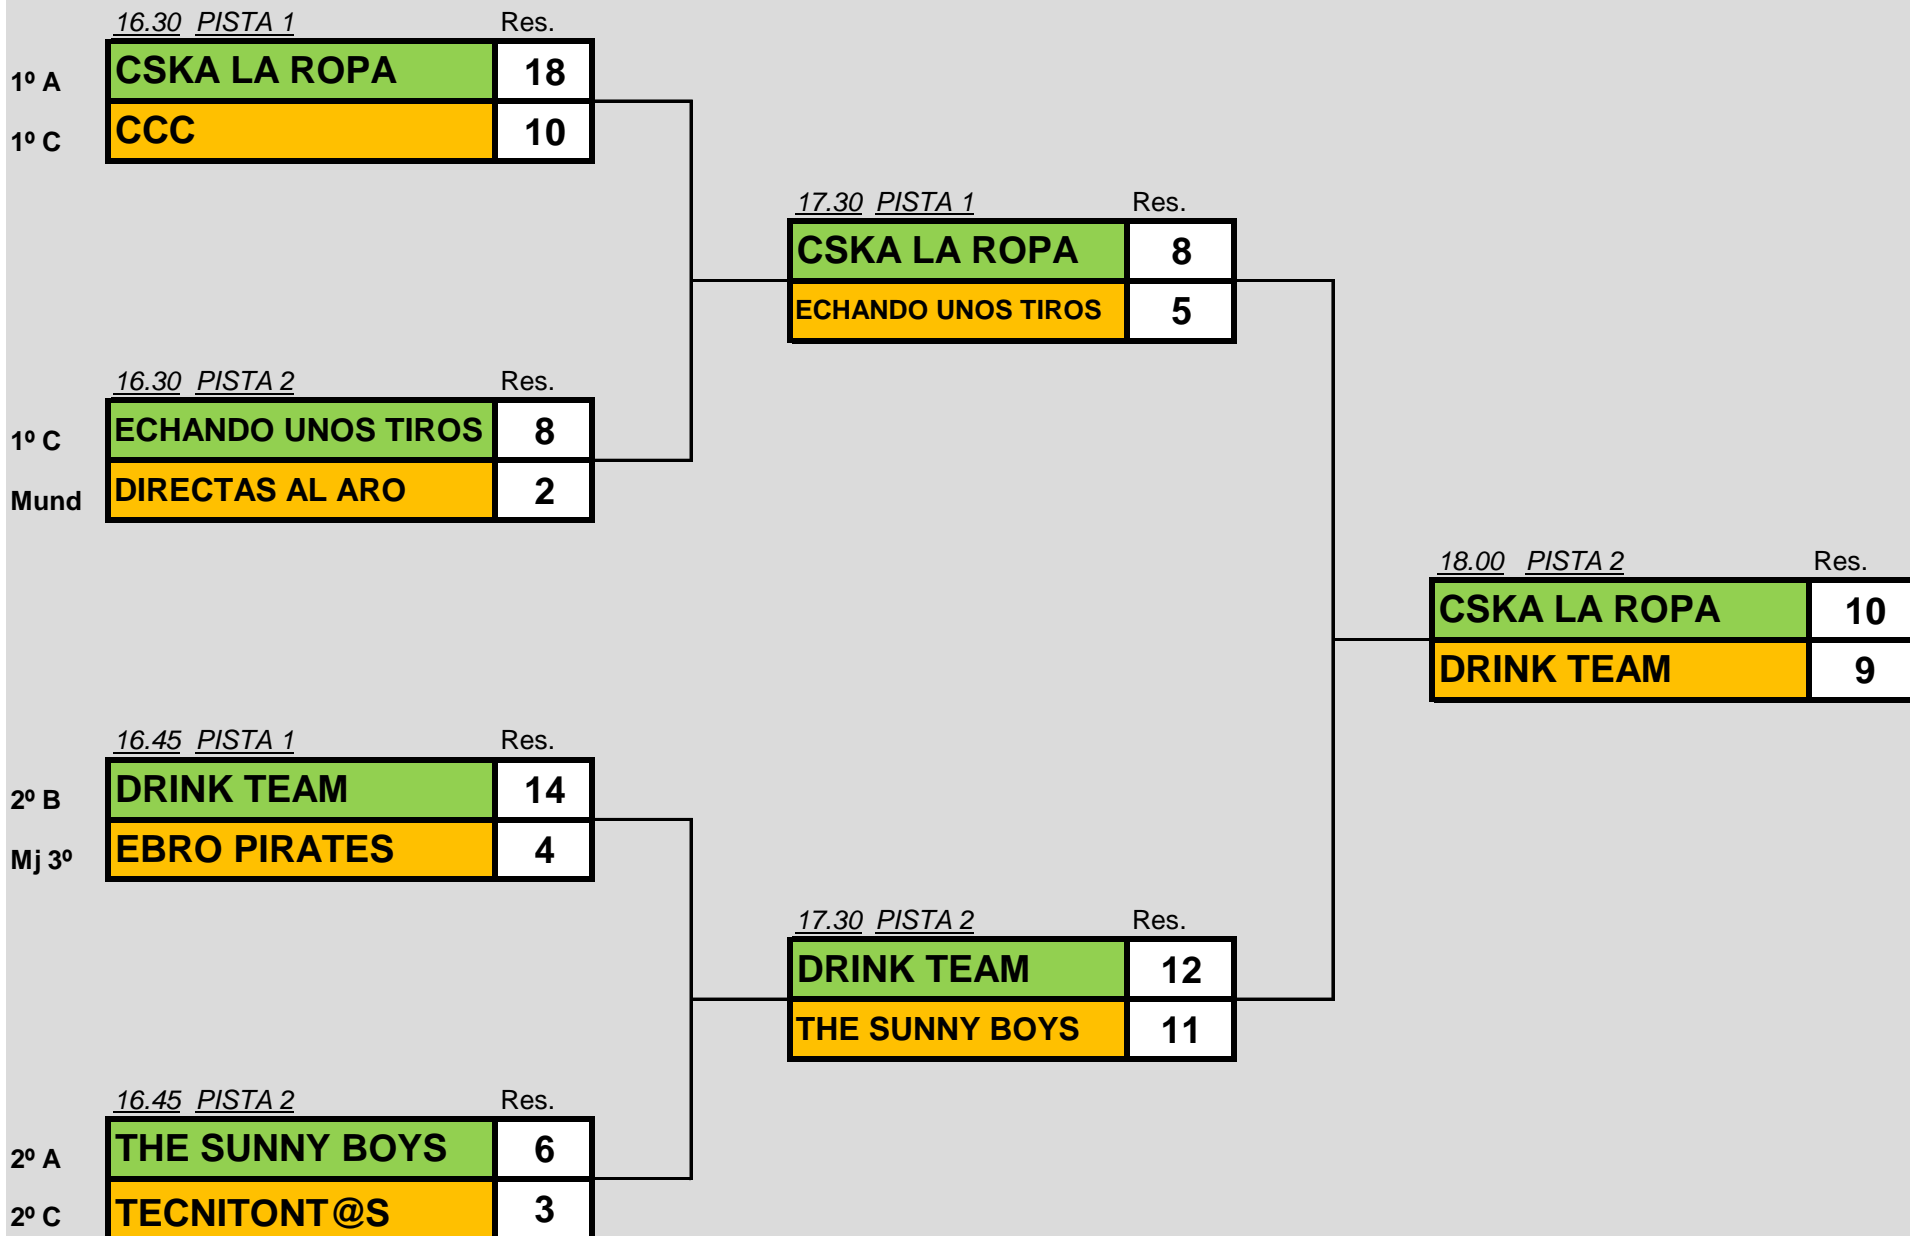 16.30 PISTA 1 Res.
1º A CSKA LA ROPA 18
1º C CCC 10
17.30 PISTA 1 Res.
CSKA LA ROPA 8
ECHANDO UNOS TIROS 5
16.30 PISTA 2 Res.
1º C ECHANDO UNOS TIROS 8
Mund DIRECTAS AL ARO 2
18.00 PISTA 2 Res.
CSKA LA ROPA 10
DRINK TEAM 9
16.45 PISTA 1 Res.
2º B DRINK TEAM 14
Mj 3º EBRO PIRATES 4
17.30 PISTA 2 Res.
DRINK TEAM 12
THE SUNNY BOYS 11
16.45 PISTA 2 Res.
2º A THE SUNNY BOYS 6
2º C TECNITONT@S 3